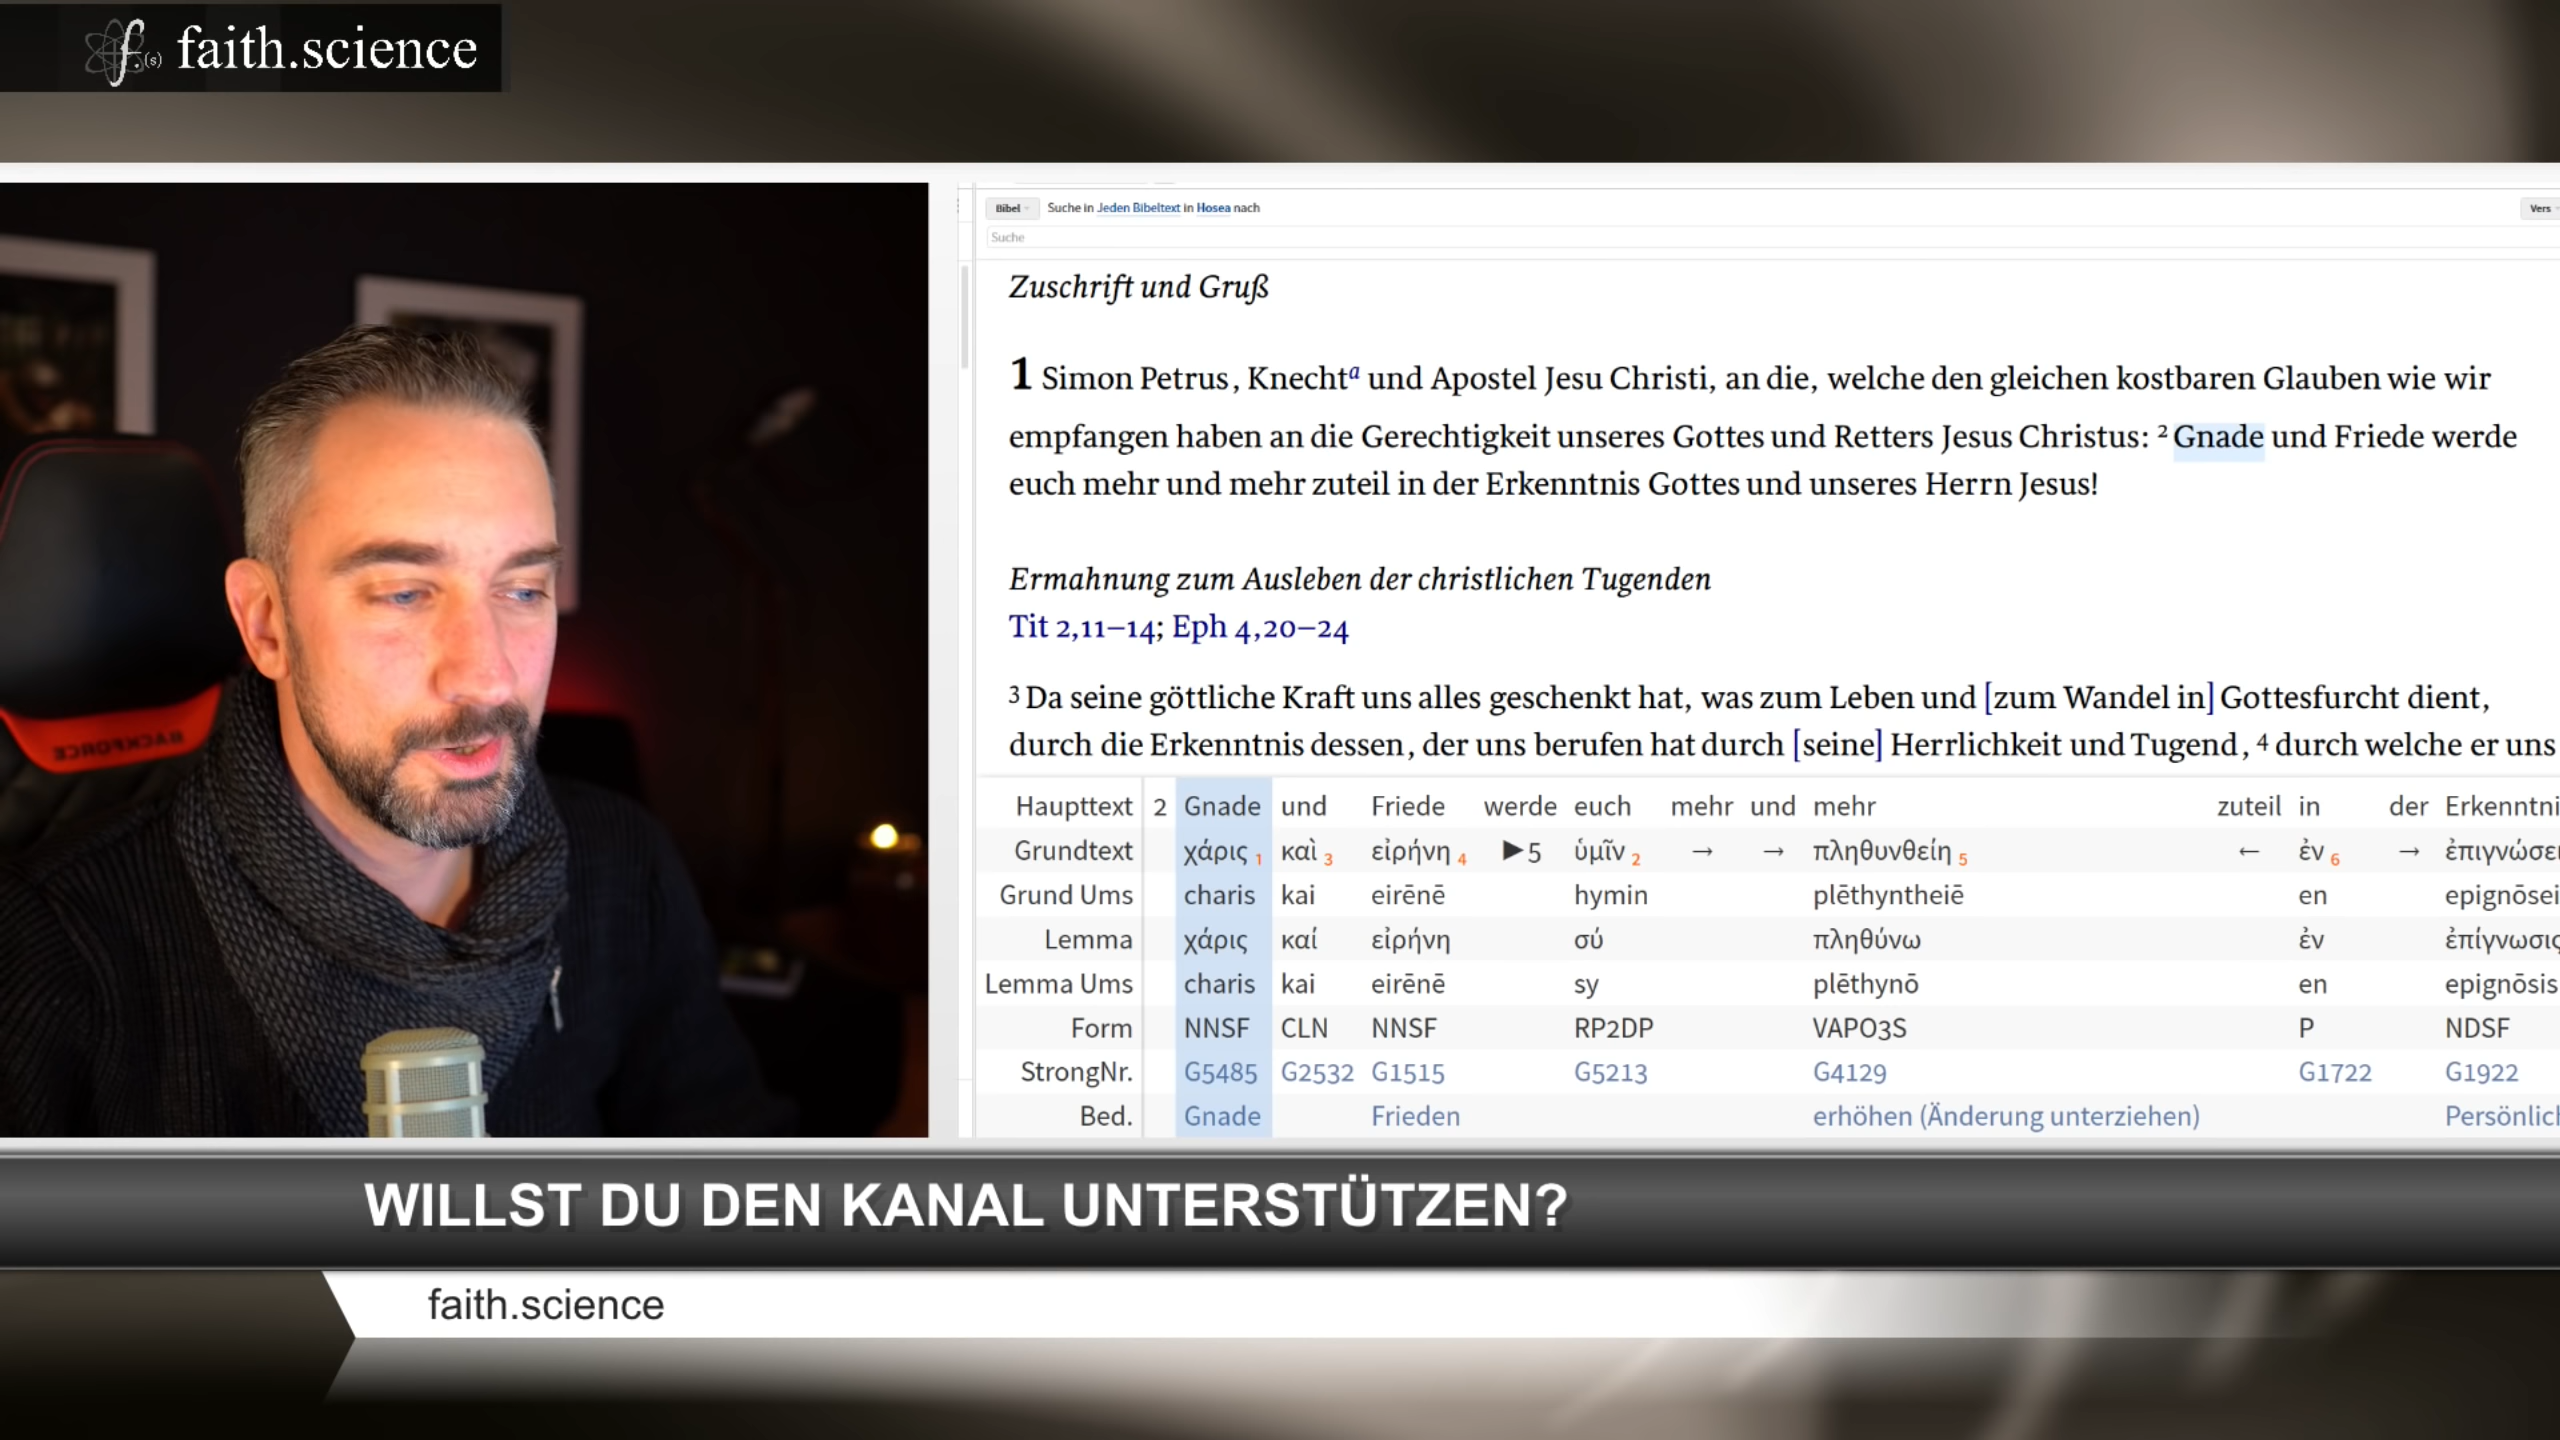 f.(s) faith.science
Bibel Suche in Jeden Bibeltext in Hosea nach Vers
Suche
Zuschrift und Gruß
1 Simon Petrus, Knechtª und Apostel Jesu Christi, an die, welche den gleichen kostbaren Glauben wie wir
empfangen haben an die Gerechtigkeit unseres Gottes und Retters Jesus Christus: ² Gnade und Friede werde
euch mehr und mehr zuteil in der Erkenntnis Gottes und unseres Herrn Jesus!
Ermahnung zum Ausleben der christlichen Tugenden
Tit 2,11–14; Eph 4,20–24
³ Da seine göttliche Kraft uns alles geschenkt hat, was zum Leben und [zum Wandel in] Gottesfurcht dient,
durch die Erkenntnis dessen, der uns berufen hat durch [seine] Herrlichkeit und Tugend, ⁴ durch welche er uns
Haupttext 2 Gnade und Friede werde euch mehr und mehr zuteil in der Erkenntni
Grundtext χάρις 1 καὶ 3 εἰρήνη 4 ▶5 ὑμῖν 2 → → πληθυνθείη 5 ← ἐν 6 → ἐπιγνώσει
Grund Ums charis kai eirēnē hymin plēthyntheiē en epignōsei
Lemma χάρις καί εἰρήνη σύ πληθύνω ἐν ἐπίγνωσις
Lemma Ums charis kai eirēnē sy plēthynō en epignōsis
Form NNSF CLN NNSF RP2DP VAPO3S P NDSF
StrongNr. G5485 G2532 G1515 G5213 G4129 G1722 G1922
Bed. Gnade Frieden erhöhen (Änderung unterziehen) Persönlich
BACKFORCE
WILLST DU DEN KANAL UNTERSTÜTZEN?
faith.science